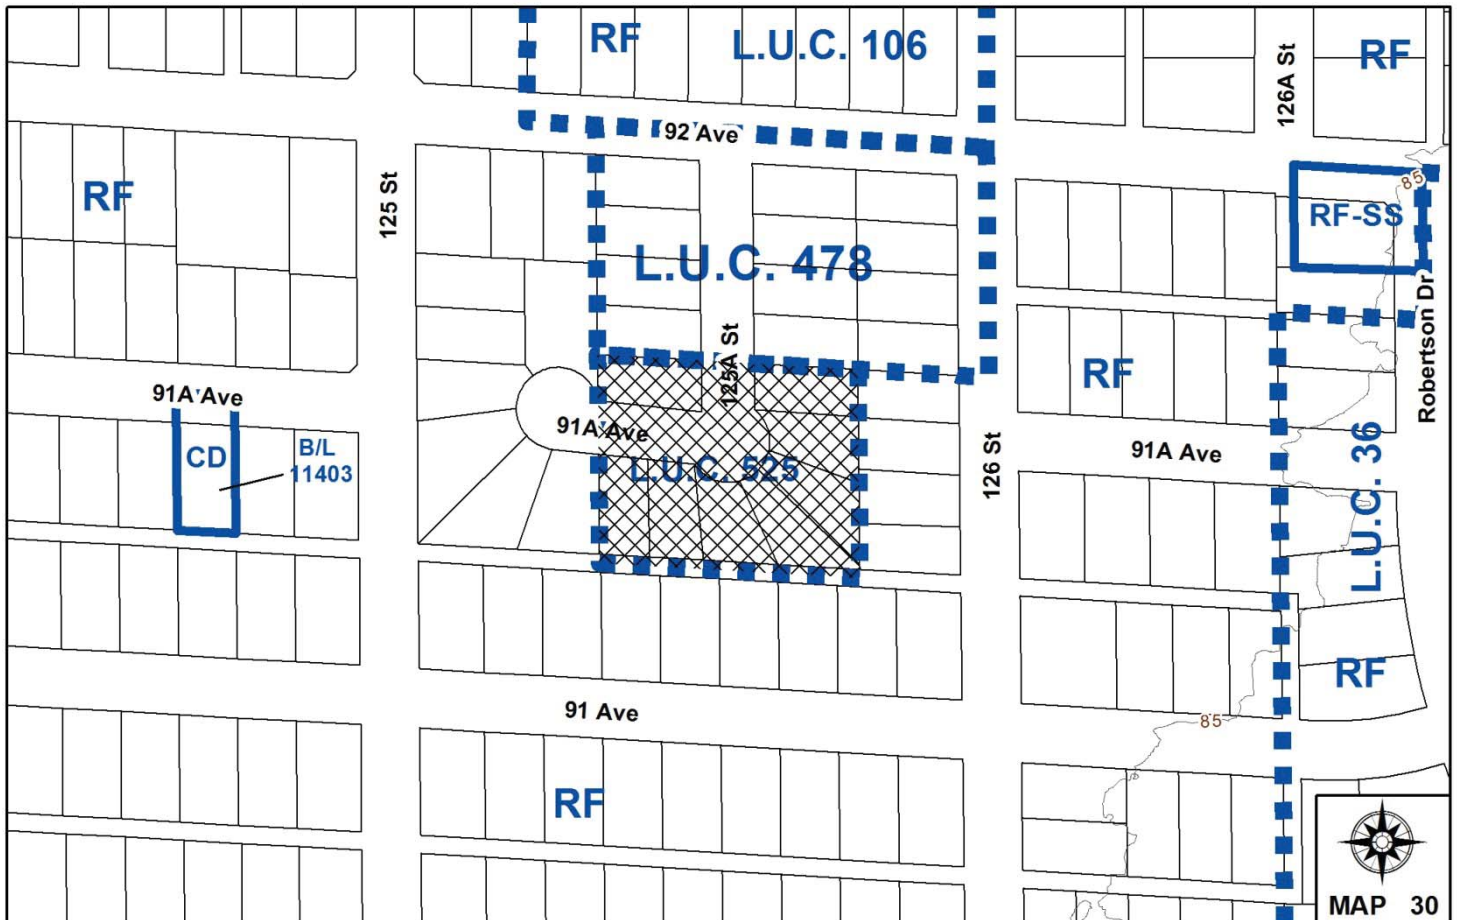 RF
L.U.C. 106
126A St
RF
92 Ave
85
RF
125 St
RF-SS
L.U.C. 478
Robertson Dr
125A St
RF
91A Ave
91A Ave
91A Ave
CD
B/L
11403
L.U.C. 525
126 St
L.U.C. 36
RF
91 Ave
85
RF
MAP 30